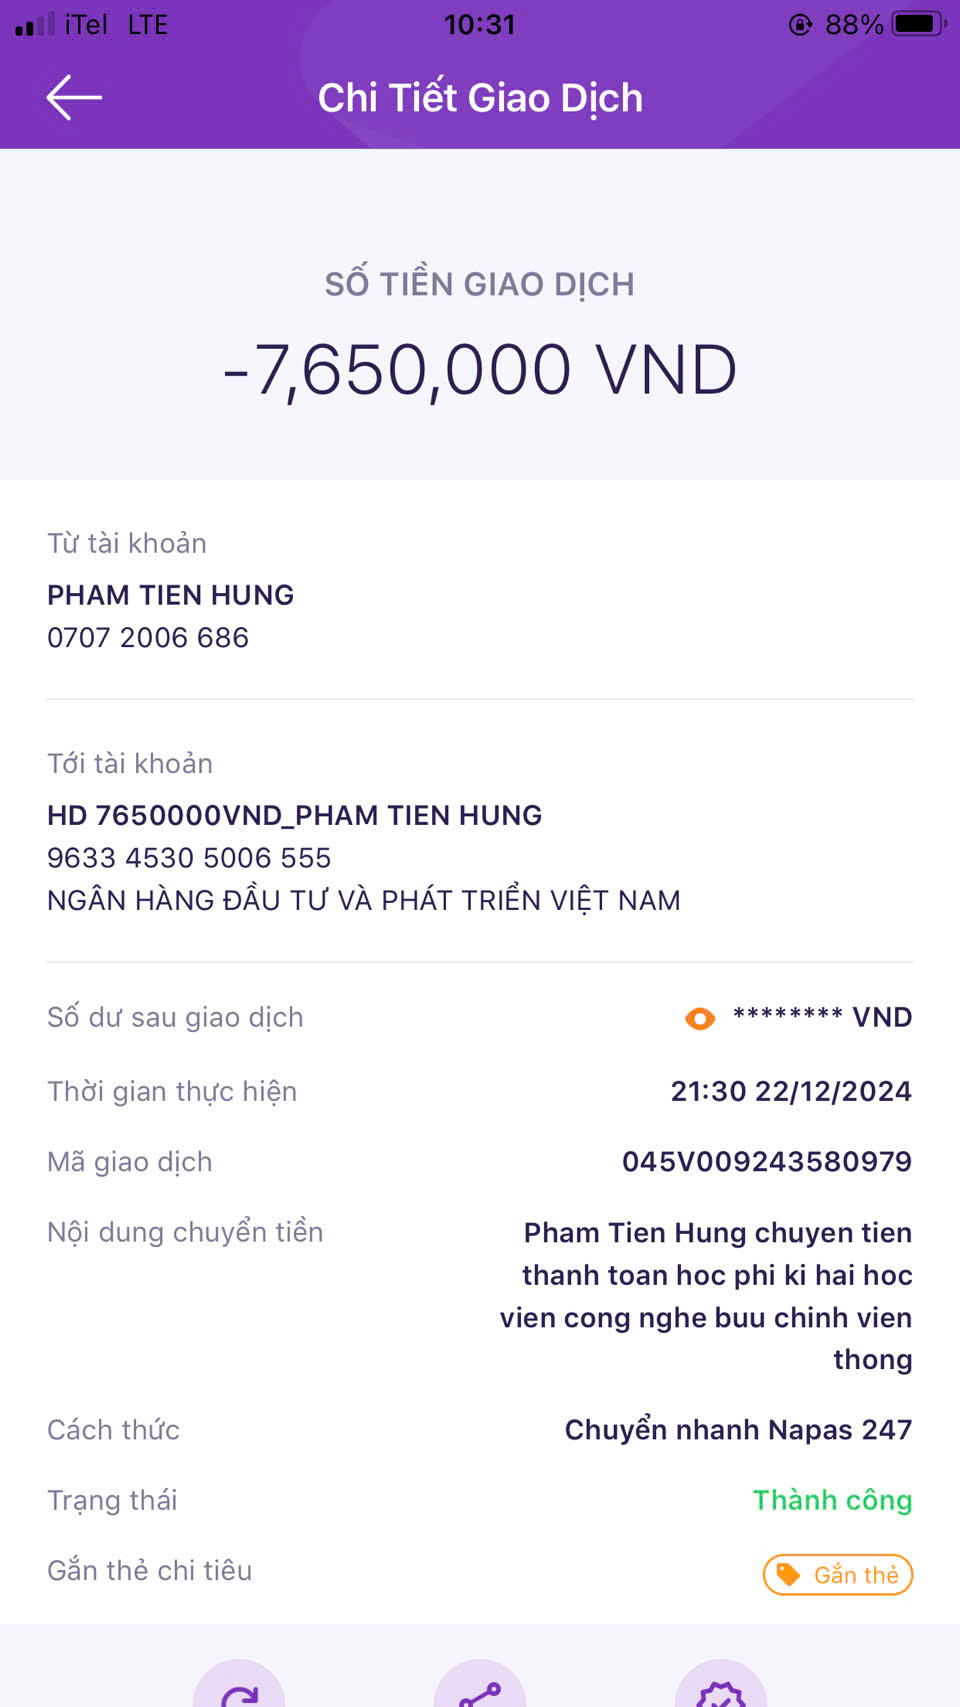 iTel LTE 10:31 88%
Chi Tiết Giao Dịch
SỐ TIỀN GIAO DỊCH
-7,650,000 VND
Từ tài khoản
PHAM TIEN HUNG
0707 2006 686
Tới tài khoản
HD 7650000VND_PHAM TIEN HUNG
9633 4530 5006 555
NGÂN HÀNG ĐẦU TƯ VÀ PHÁT TRIỂN VIỆT NAM
Số dư sau giao dịch ******** VND
Thời gian thực hiện 21:30 22/12/2024
Mã giao dịch 045V009243580979
Nội dung chuyển tiền Pham Tien Hung chuyen tien
thanh toan hoc phi ki hai hoc
vien cong nghe buu chinh vien
thong
Cách thức Chuyển nhanh Napas 247
Trạng thái Thành công
Gắn thẻ chi tiêu Gắn thẻ